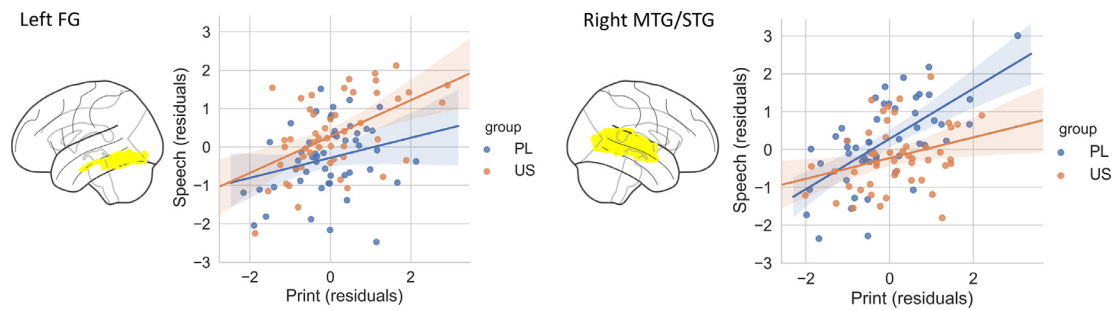 Left FG
Speech (residuals)
3
2
1
0
−1
−2
−3
−2
0
2
Print (residuals)
group
PL
US
Right MTG/STG
Speech (residuals)
3
2
1
0
−1
−2
−3
−2
0
2
Print (residuals)
group
PL
US